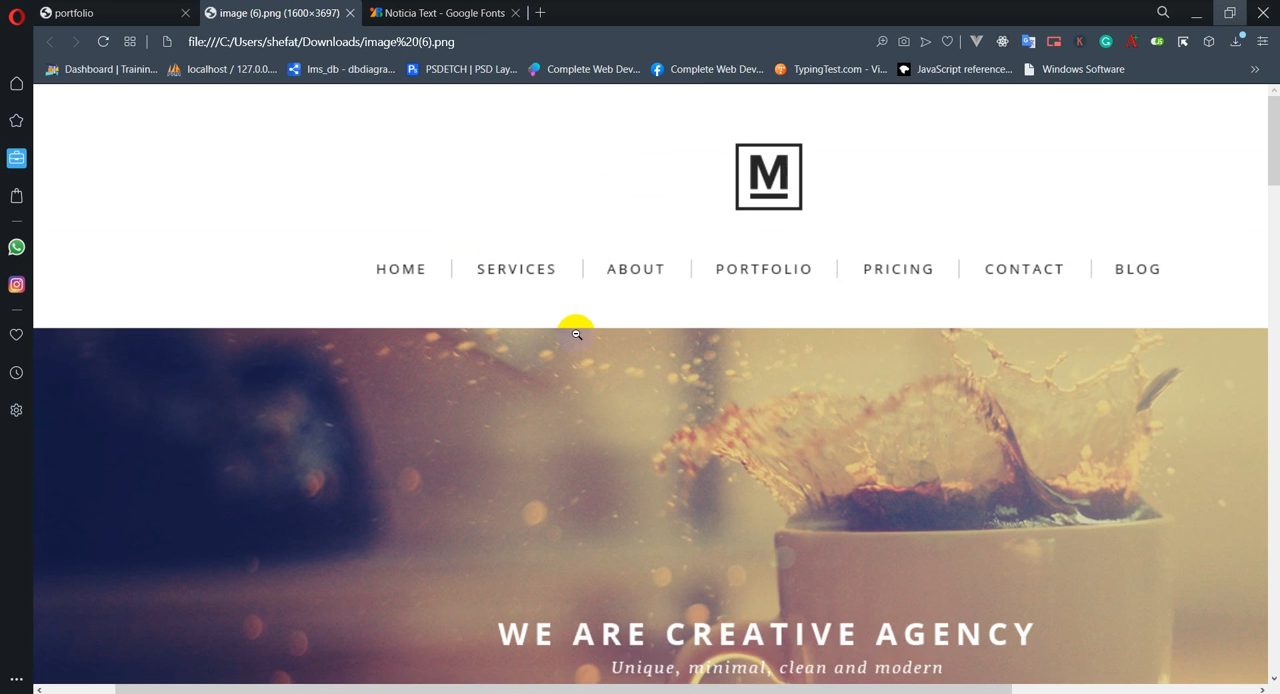 portfolio
image (6).png (1600×3697)
Noticia Text - Google Fonts
file:///C:/Users/shefat/Downloads/image%20(6).png
Dashboard | Trainin...
localhost / 127.0.0....
lms_db - dbdiagra...
PSDETCH | PSD Lay...
Complete Web Dev...
Complete Web Dev...
TypingTest.com - Vi...
JavaScript reference...
Windows Software
M
HOME
SERVICES
ABOUT
PORTFOLIO
PRICING
CONTACT
BLOG
WE ARE CREATIVE AGENCY
Unique, minimal, clean and modern